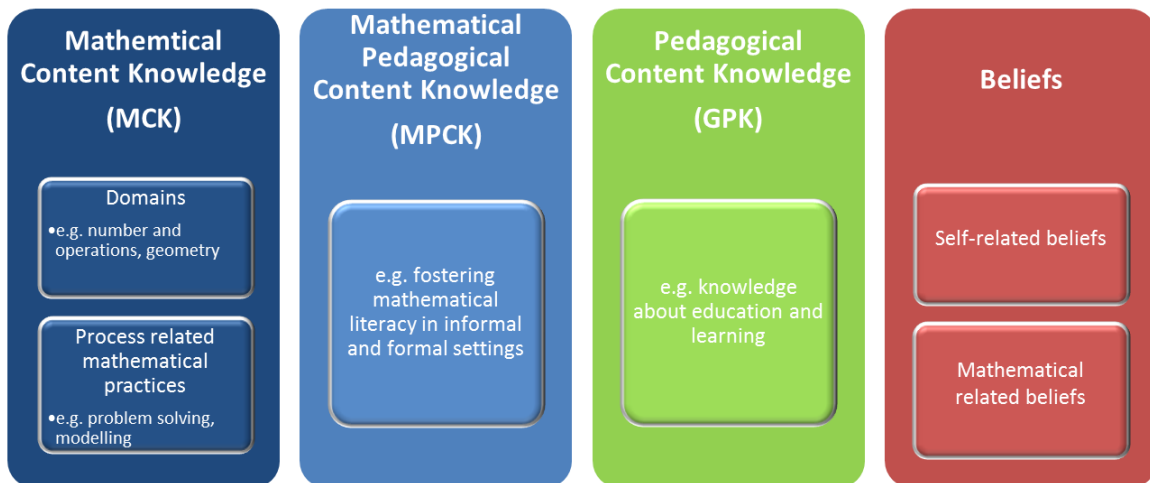 Mathemtical
Content Knowledge
(MCK)
Domains
•e.g. number and
operations, geometry
Process related
mathematical
practices
•e.g. problem solving,
modelling
Mathematical
Pedagogical
Content Knowledge
(MPCK)
e.g. fostering
mathematical
literacy in informal
and formal settings
Pedagogical
Content Knowledge
(GPK)
e.g. knowledge
about education and
learning
Beliefs
Self-related beliefs
Mathematical
related beliefs